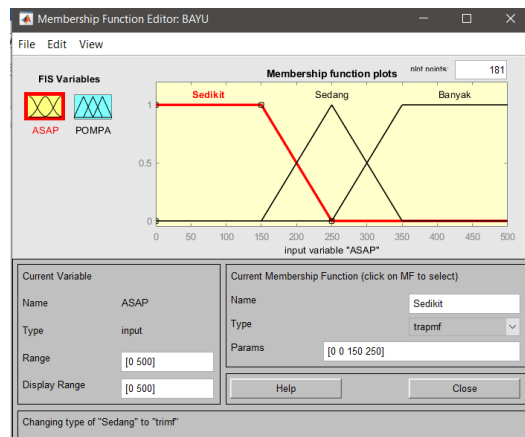 Membership Function Editor: BAYU
File Edit View
FIS Variables
ASAP POMPA
Membership function plots
plot points:
181
Sedikit Sedang Banyak
1
0.5
0
0 50 100 150 200 250 300 350 400 450 500
input variable "ASAP"
Current Variable
Name ASAP
Type input
Range [0 500]
Display Range [0 500]
Current Membership Function (click on MF to select)
Name Sedikit
Type trapmf
Params [0 0 150 250]
Help Close
Changing type of "Sedang" to "trimf"